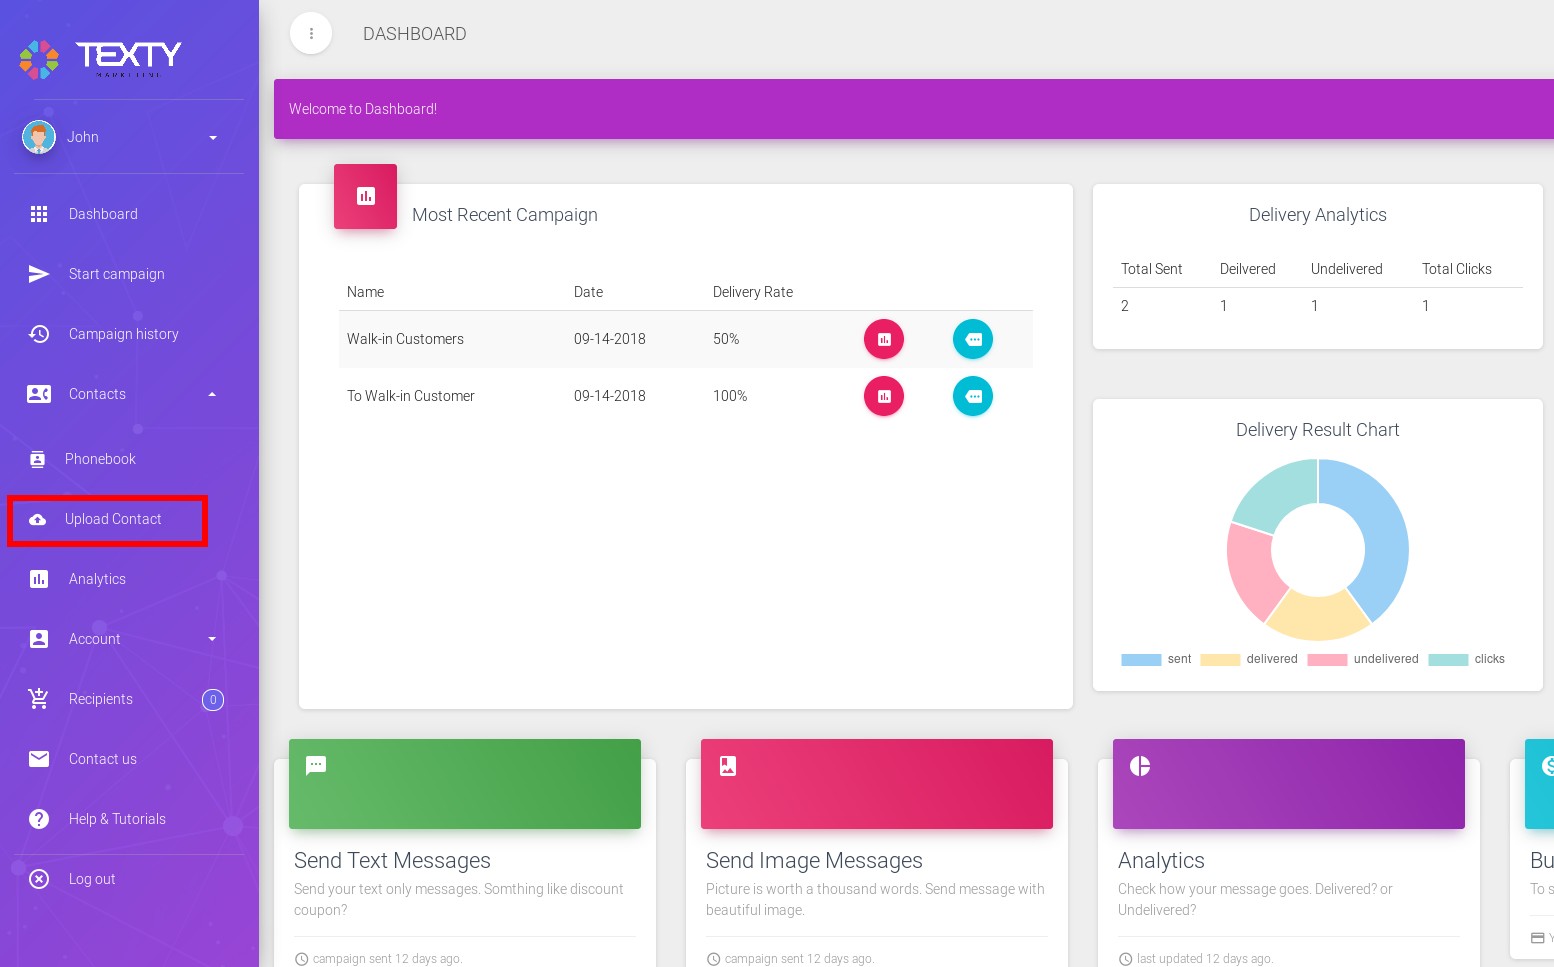 TEXTY
MARKETING
John
Dashboard
Start campaign
Campaign history
Contacts
Phonebook
Upload Contact
Analytics
Account
Recipients 0
Contact us
Help & Tutorials
Log out
DASHBOARD
Welcome to Dashboard!
Most Recent Campaign
Name Date Delivery Rate
Walk-in Customers 09-14-2018 50%
To Walk-in Customer 09-14-2018 100%
Delivery Analytics
Total Sent Deilvered Undelivered Total Clicks
2 1 1 1
Delivery Result Chart
sent delivered undelivered clicks
Send Text Messages
Send your text only messages. Somthing like discount
coupon?
campaign sent 12 days ago.
Send Image Messages
Picture is worth a thousand words. Send message with
beautiful image.
campaign sent 12 days ago.
Analytics
Check how your message goes. Delivered? or
Undelivered?
last updated 12 days ago.
Bu
To s
Y